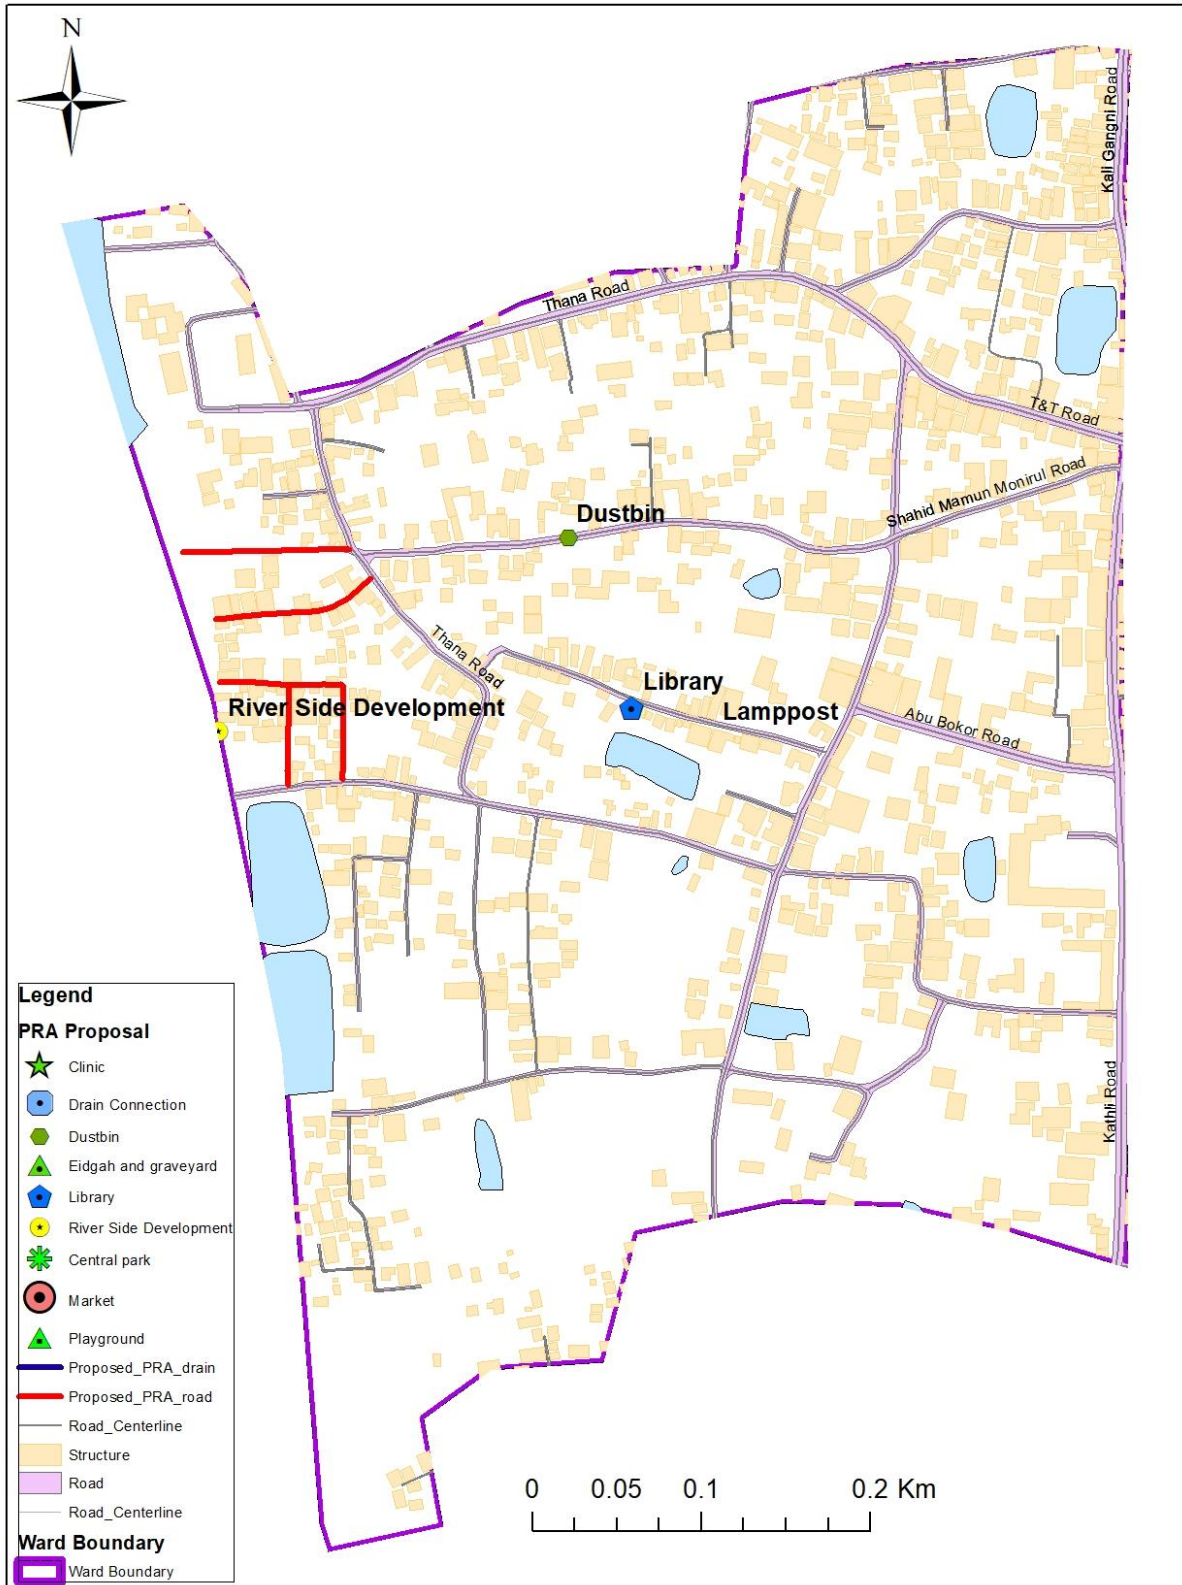 N
Kali Gangni Road
Thana Road
T&T Road
Shahid Mamun Monirul Road
Dustbin
Thana Road
Library
River Side Development
Lamppost
Abu Bokor Road
Kathli Road
Legend
PRA Proposal
Clinic
Drain Connection
Dustbin
Eidgah and graveyard
Library
River Side Development
Central park
Market
Playground
Proposed_PRA_drain
Proposed_PRA_road
Road_Centerline
Structure
Road
Road_Centerline
Ward Boundary
Ward Boundary
0 0.05 0.1 0.2 Km